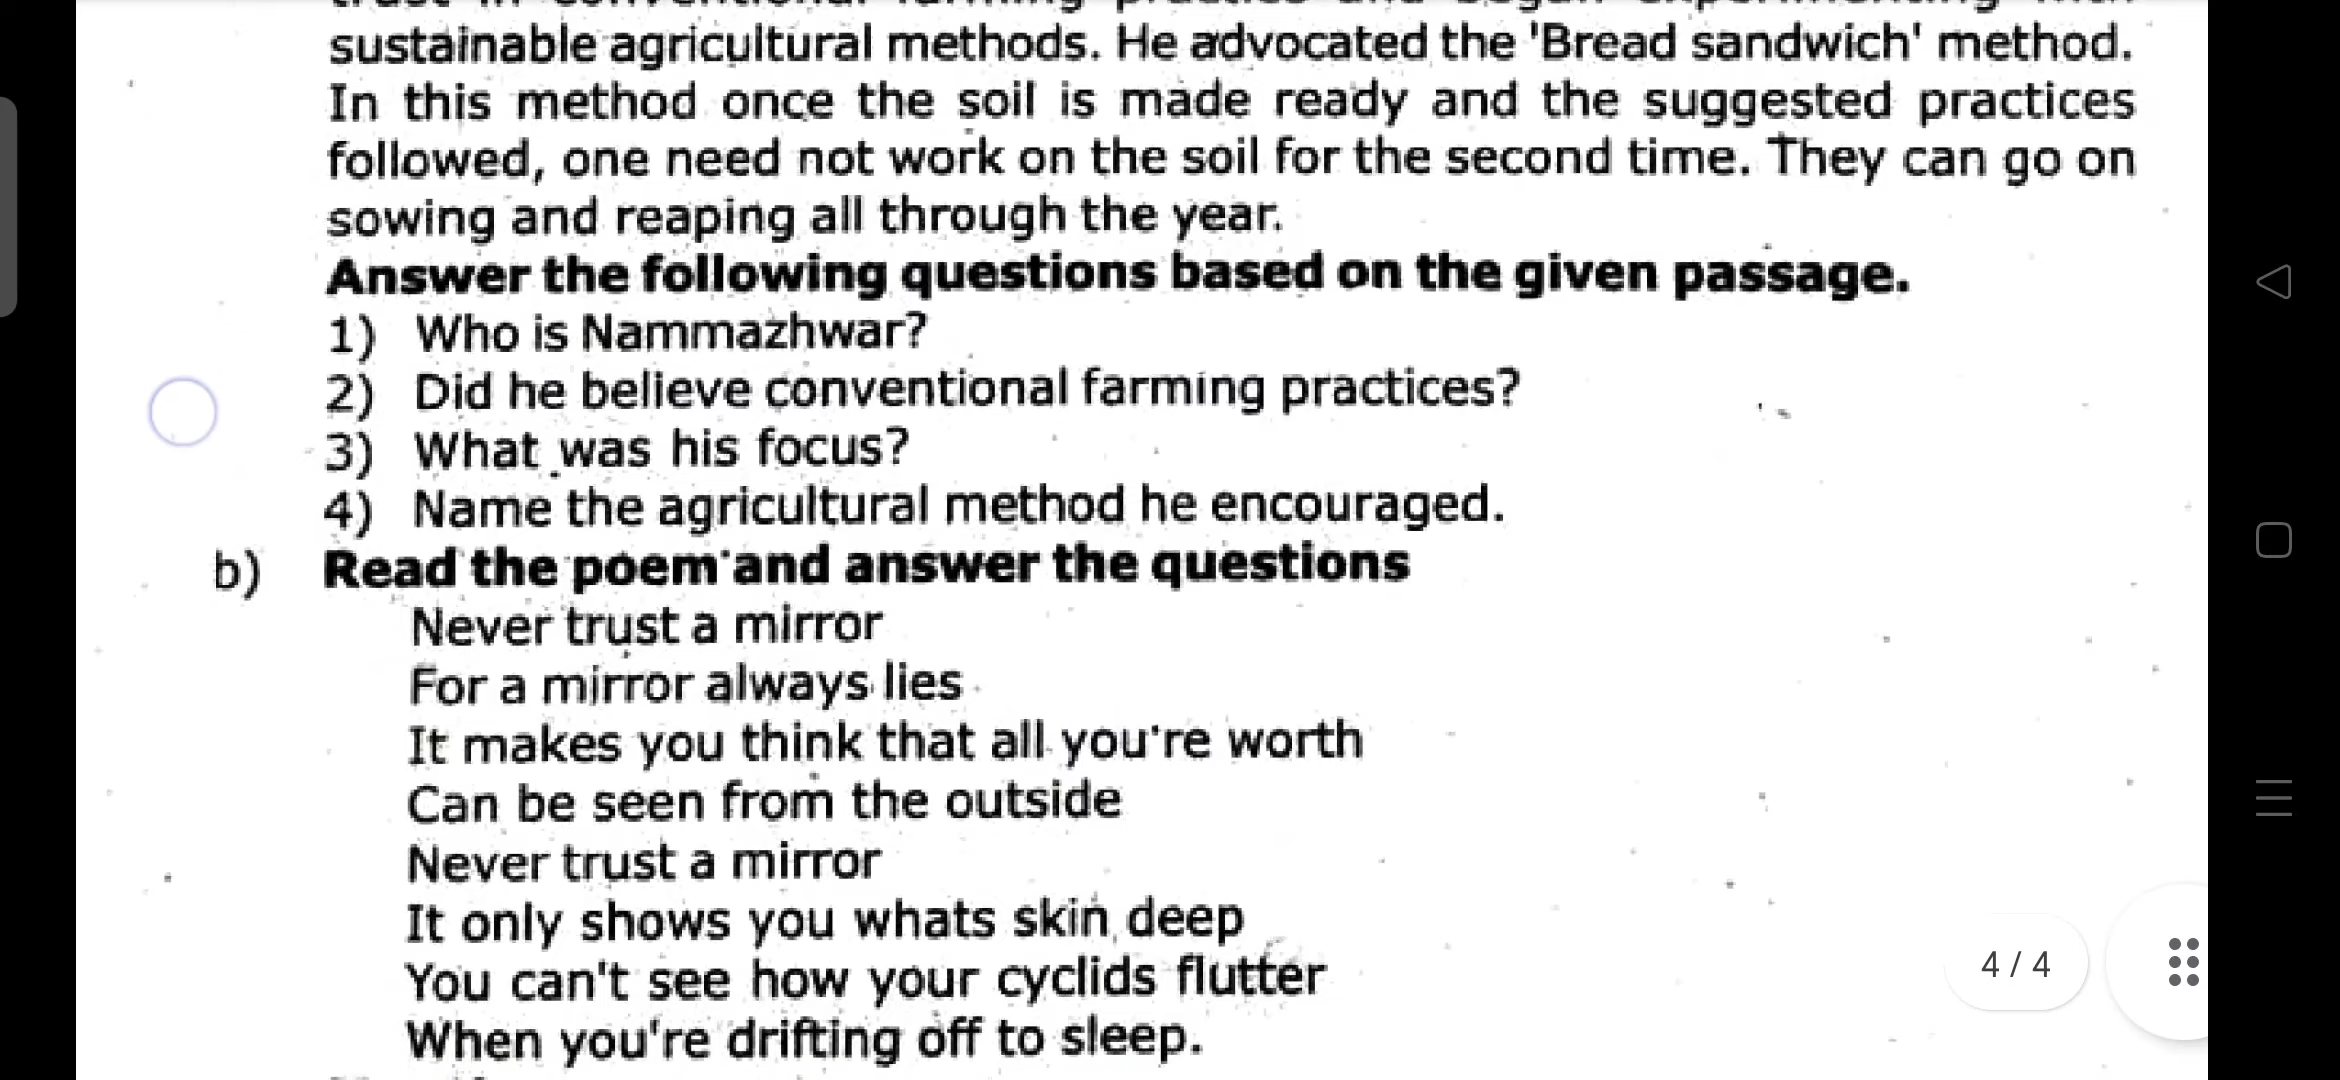 sustainable agricultural methods. He advocated the 'Bread sandwich' method.
In this method once the soil is made ready and the suggested practices
followed, one need not work on the soil for the second time. They can go on
sowing and reaping all through the year.
Answer the following questions based on the given passage.
1) Who is Nammazhwar?
2) Did he believe conventional farming practices?
3) What was his focus?
4) Name the agricultural method he encouraged.
b) Read the poem and answer the questions
Never trust a mirror
For a mirror always lies
It makes you think that all you're worth
Can be seen from the outside
Never trust a mirror
It only shows you whats skin deep
You can't see how your cyclids flutter
When you're drifting off to sleep.
4 / 4